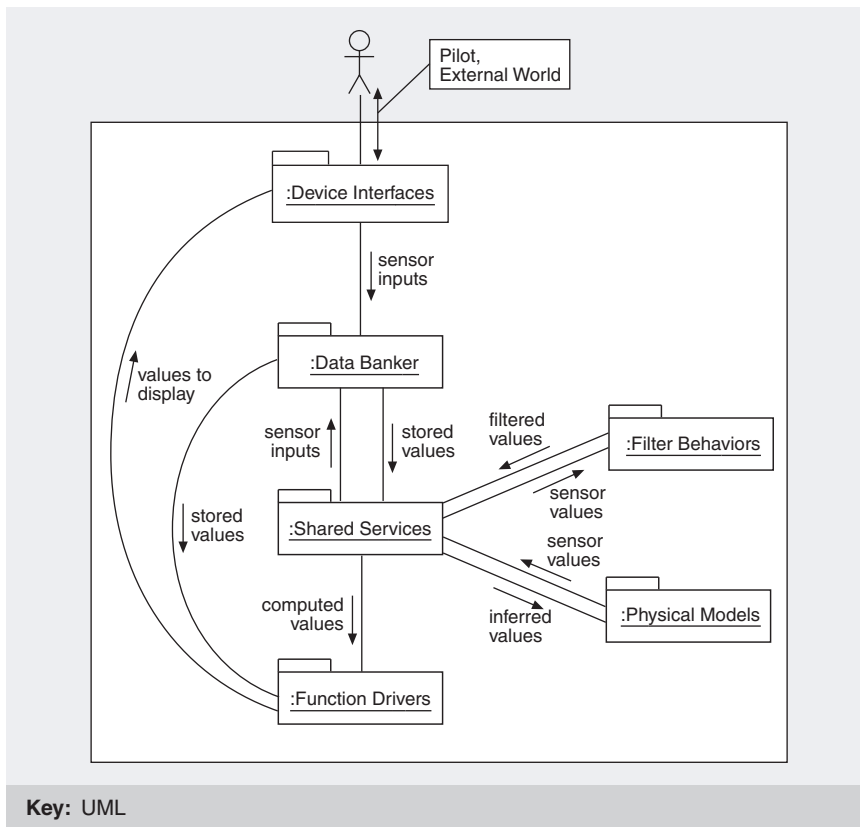 Pilot,
External World
:Device Interfaces
sensor
inputs
:Data Banker
values to
display
sensor
inputs
stored
values
filtered
values
:Filter Behaviors
sensor
values
stored
values
:Shared Services
sensor
values
computed
values
inferred
values
:Physical Models
:Function Drivers
Key: UML